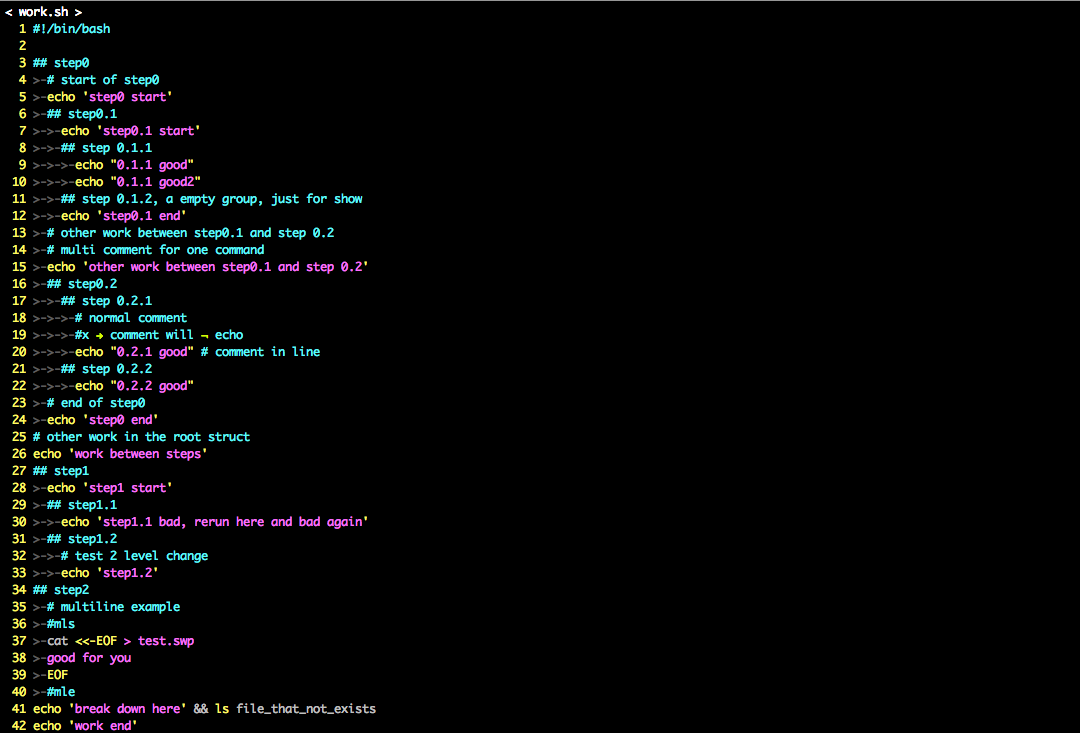 < work.sh >
1 #!/bin/bash
2
3 ## step0
4 >-# start of step0
5 >-echo 'step0 start'
6 >-## step0.1
7 >->-echo 'step0.1 start'
8 >->-## step 0.1.1
9 >->->-echo "0.1.1 good"
10 >->->-echo "0.1.1 good2"
11 >->-## step 0.1.2, a empty group, just for show
12 >->-echo 'step0.1 end'
13 >-# other work between step0.1 and step 0.2
14 >-# multi comment for one command
15 >-echo 'other work between step0.1 and step 0.2'
16 >-## step0.2
17 >->-## step 0.2.1
18 >->->-# normal comment
19 >->->-#x → comment will ¬ echo
20 >->->-echo "0.2.1 good" # comment in line
21 >->-## step 0.2.2
22 >->->-echo "0.2.2 good"
23 >-# end of step0
24 >-echo 'step0 end'
25 # other work in the root struct
26 echo 'work between steps'
27 ## step1
28 >-echo 'step1 start'
29 >-## step1.1
30 >->-echo 'step1.1 bad, rerun here and bad again'
31 >-## step1.2
32 >->-# test 2 level change
33 >->-echo 'step1.2'
34 ## step2
35 >-# multiline example
36 >-#mls
37 >-cat <<-EOF > test.swp
38 >-good for you
39 >-EOF
40 >-#mle
41 echo 'break down here' && ls file_that_not_exists
42 echo 'work end'